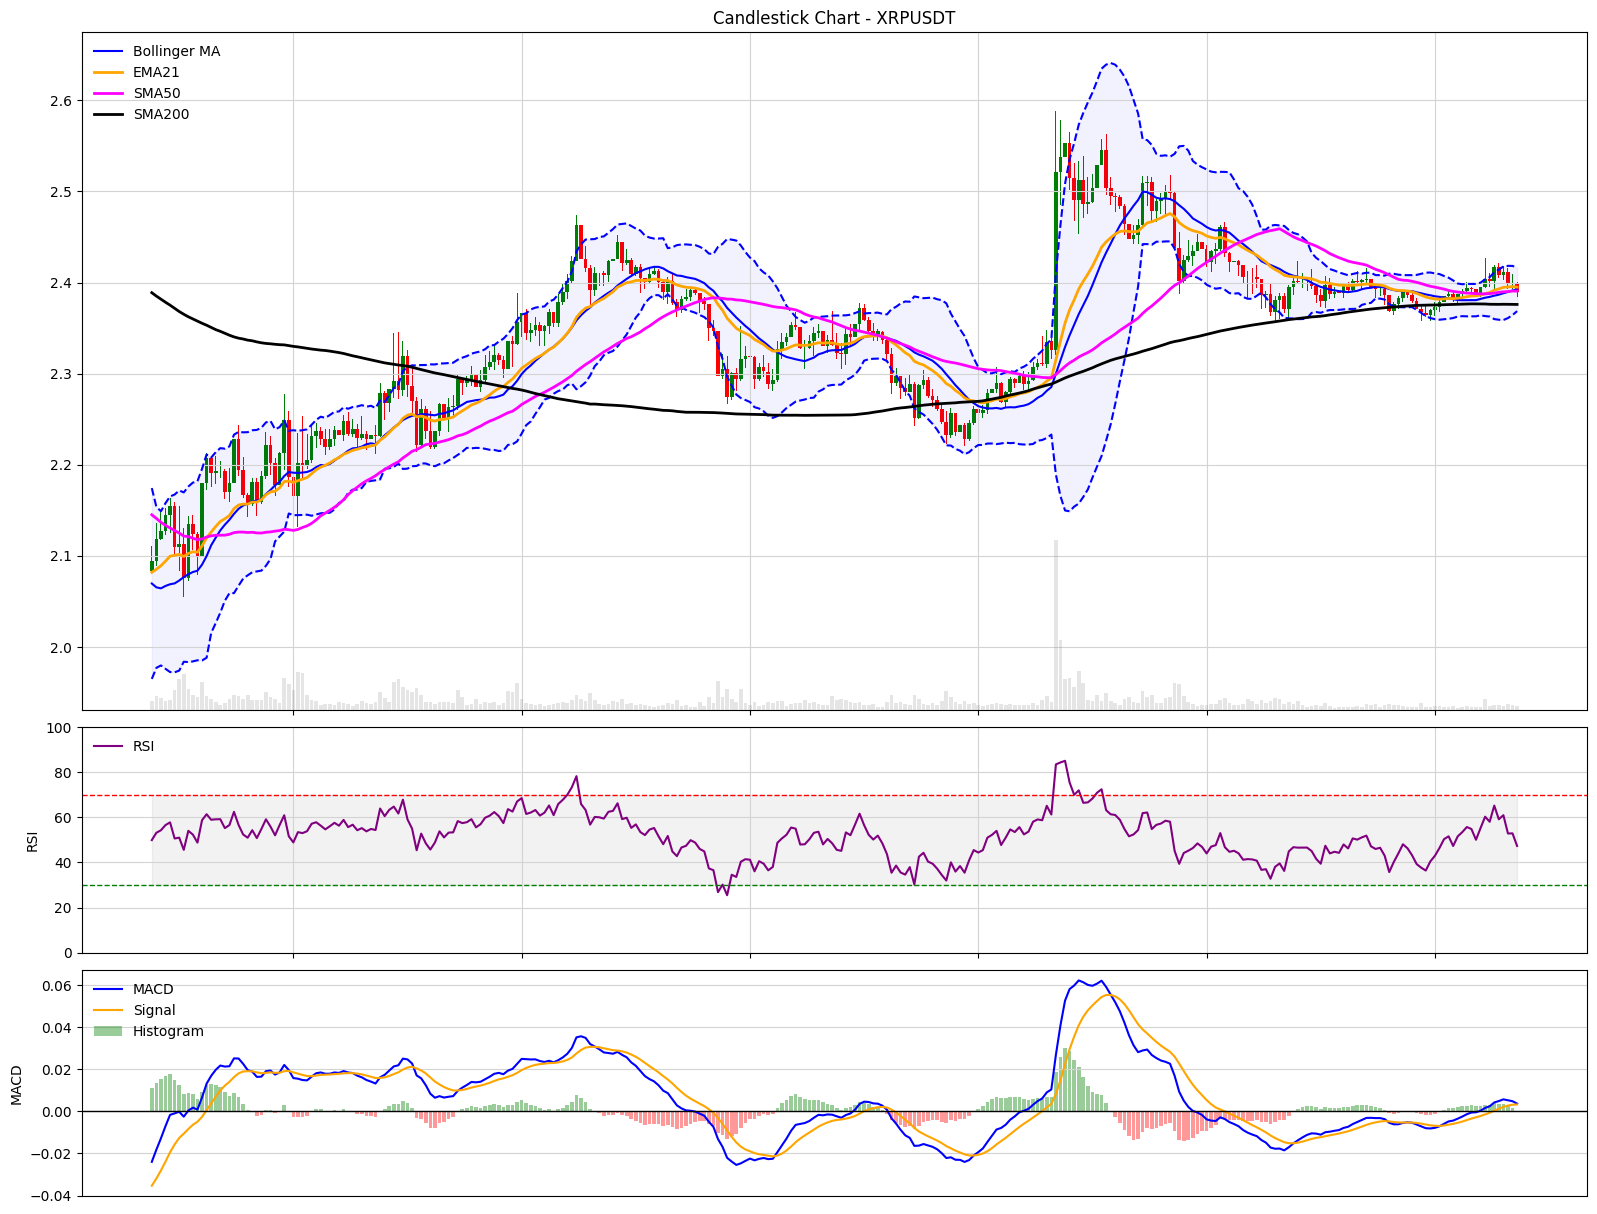 Candlestick Chart - XRPUSDT
Bollinger MA
EMA21
SMA50
SMA200
2.6
2.5
2.4
2.3
2.2
2.1
2.0
100
80
60
40
20
0
RSI
RSI
0.06
0.04
0.02
0.00
−0.02
−0.04
MACD
MACD
Signal
Histogram